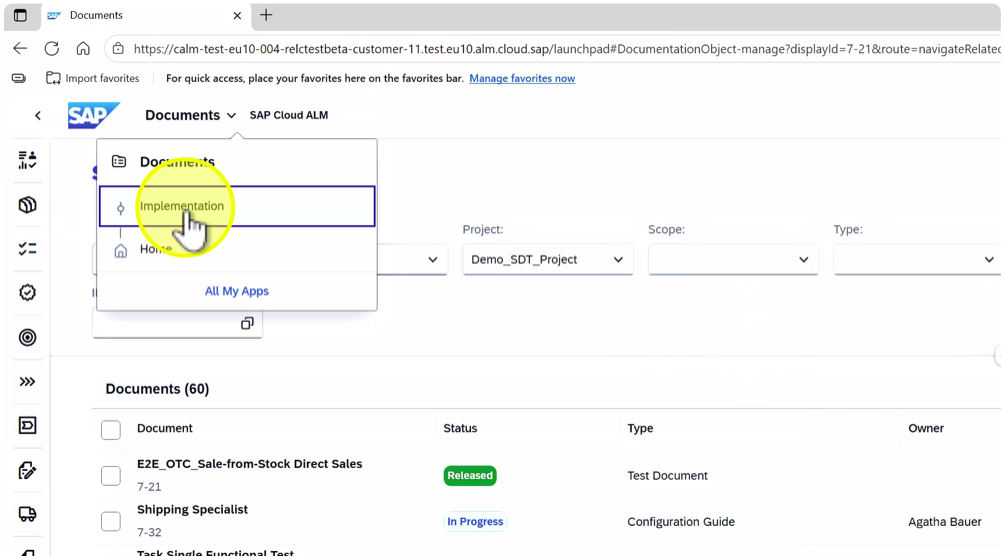 Documents
https://calm-test-eu10-004-relctestbeta-customer-11.test.eu10.alm.cloud.sap/launchpad#DocumentationObject-manage?displayId=7-21&route=navigateRelated
Import favorites For quick access, place your favorites here on the favorites bar. Manage favorites now
SAP Documents SAP Cloud ALM
Documents
Implementation
Home
All My Apps
Project: Scope: Type:
Demo_SDT_Project
Documents (60)
Document Status Type Owner
E2E_OTC_Sale-from-Stock Direct Sales
Released Test Document
7-21
Shipping Specialist
In Progress Configuration Guide Agatha Bauer
7-32
Task Single Functional Test